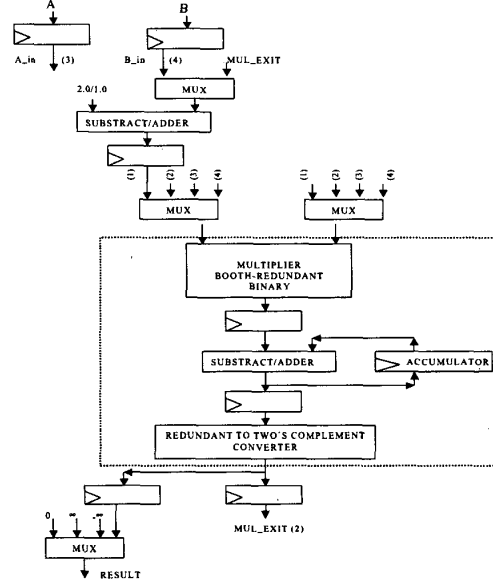 A
B
A_in (3)
B_in (4) MUL_EXIT
2.0/1.0
MUX
SUBSTRACT/ADDER
(1) (2) (3) (4)
(1) (2) (3) (4)
MUX
MUX
MULTIPLIER
BOOTH-REDUNDANT
BINARY
SUBSTRACT/ADDER
ACCUMULATOR
REDUNDANT TO TWO'S COMPLEMENT
CONVERTER
0 ∞ -∞
MUL_EXIT (2)
MUX
RESULT